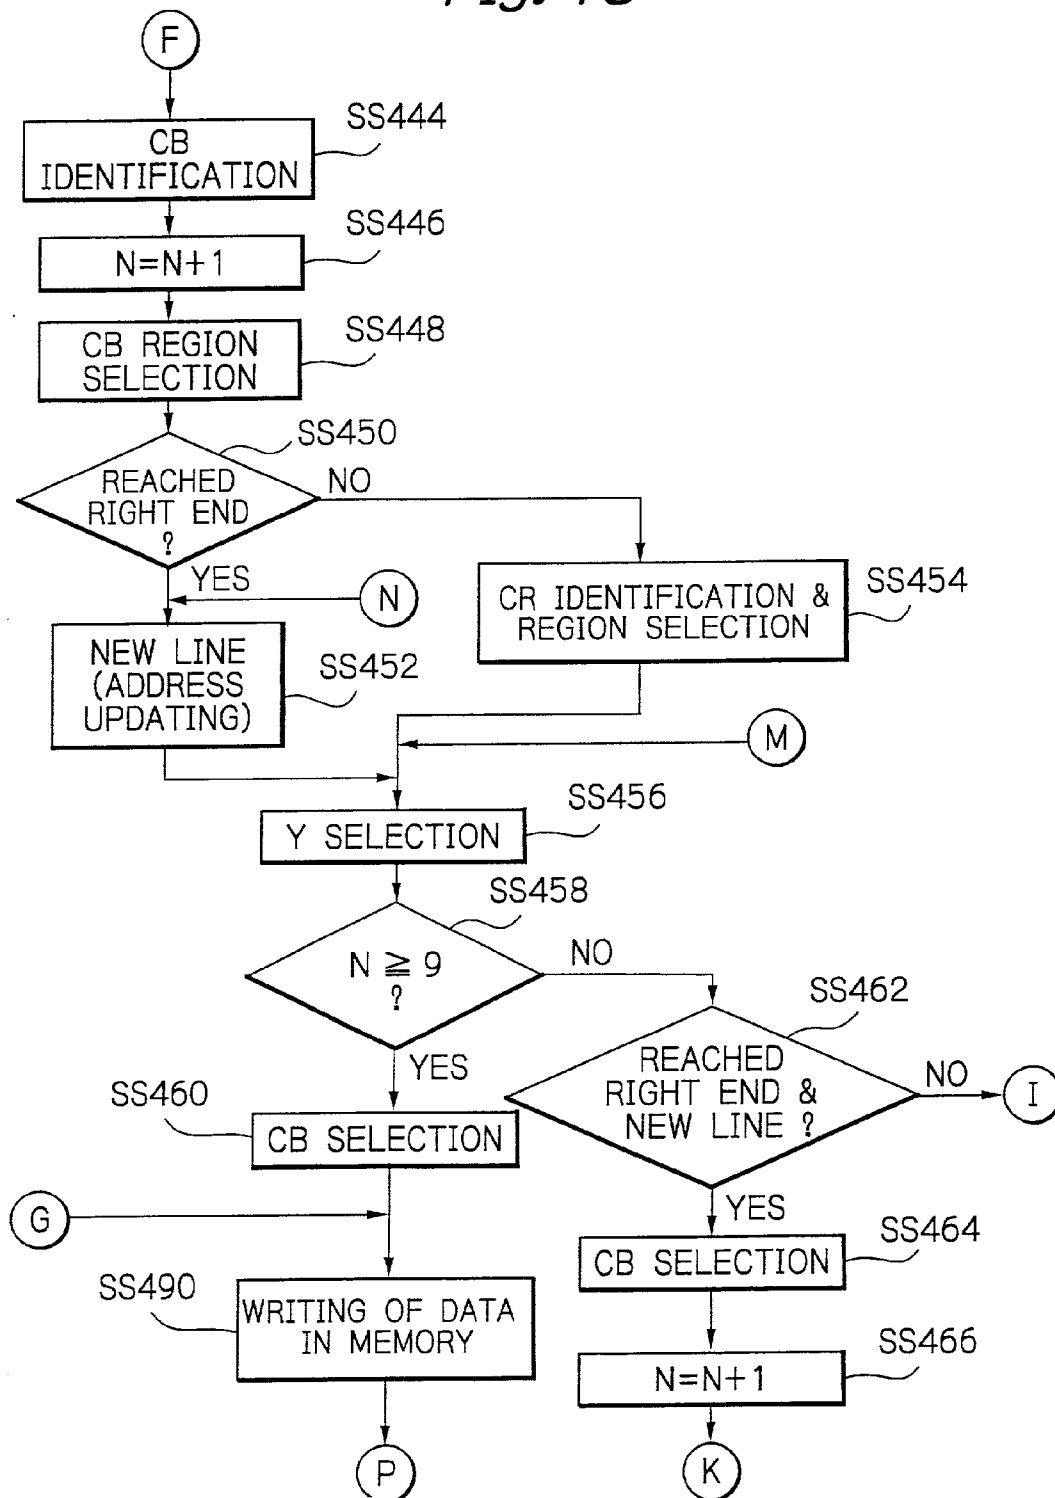 F
SS444
CB
IDENTIFICATION
SS446
N=N+1
SS448
CB REGION
SELECTION
SS450
REACHED
RIGHT END
?
NO
YES
N
SS454
CR IDENTIFICATION &
REGION SELECTION
SS452
NEW LINE
(ADDRESS
UPDATING)
M
SS456
Y SELECTION
SS458
N ≧ 9
?
NO
YES
SS462
REACHED
RIGHT END &
NEW LINE ?
NO
I
YES
SS460
CB SELECTION
G
SS464
CB SELECTION
SS490
WRITING OF DATA
IN MEMORY
SS466
N=N+1
P
K